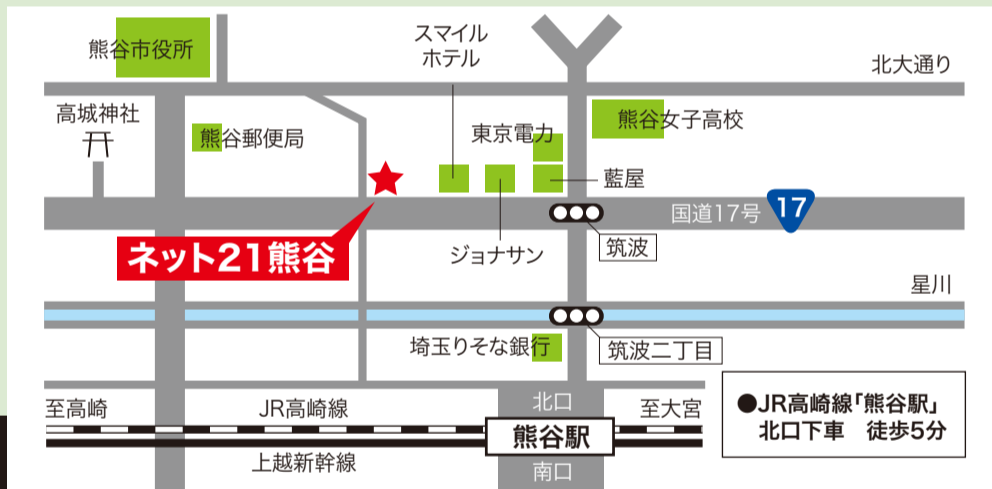 熊谷市役所
スマイル
ホテル
北大通り
高城神社
熊谷郵便局
東京電力
熊谷女子高校
藍屋
国道17号
17
ネット21熊谷
ジョナサン
筑波
星川
埼玉りそな銀行
筑波二丁目
至高崎
JR高崎線
北口
至大宮
熊谷駅
上越新幹線
南口
●JR高崎線「熊谷駅」
北口下車　徒歩5分